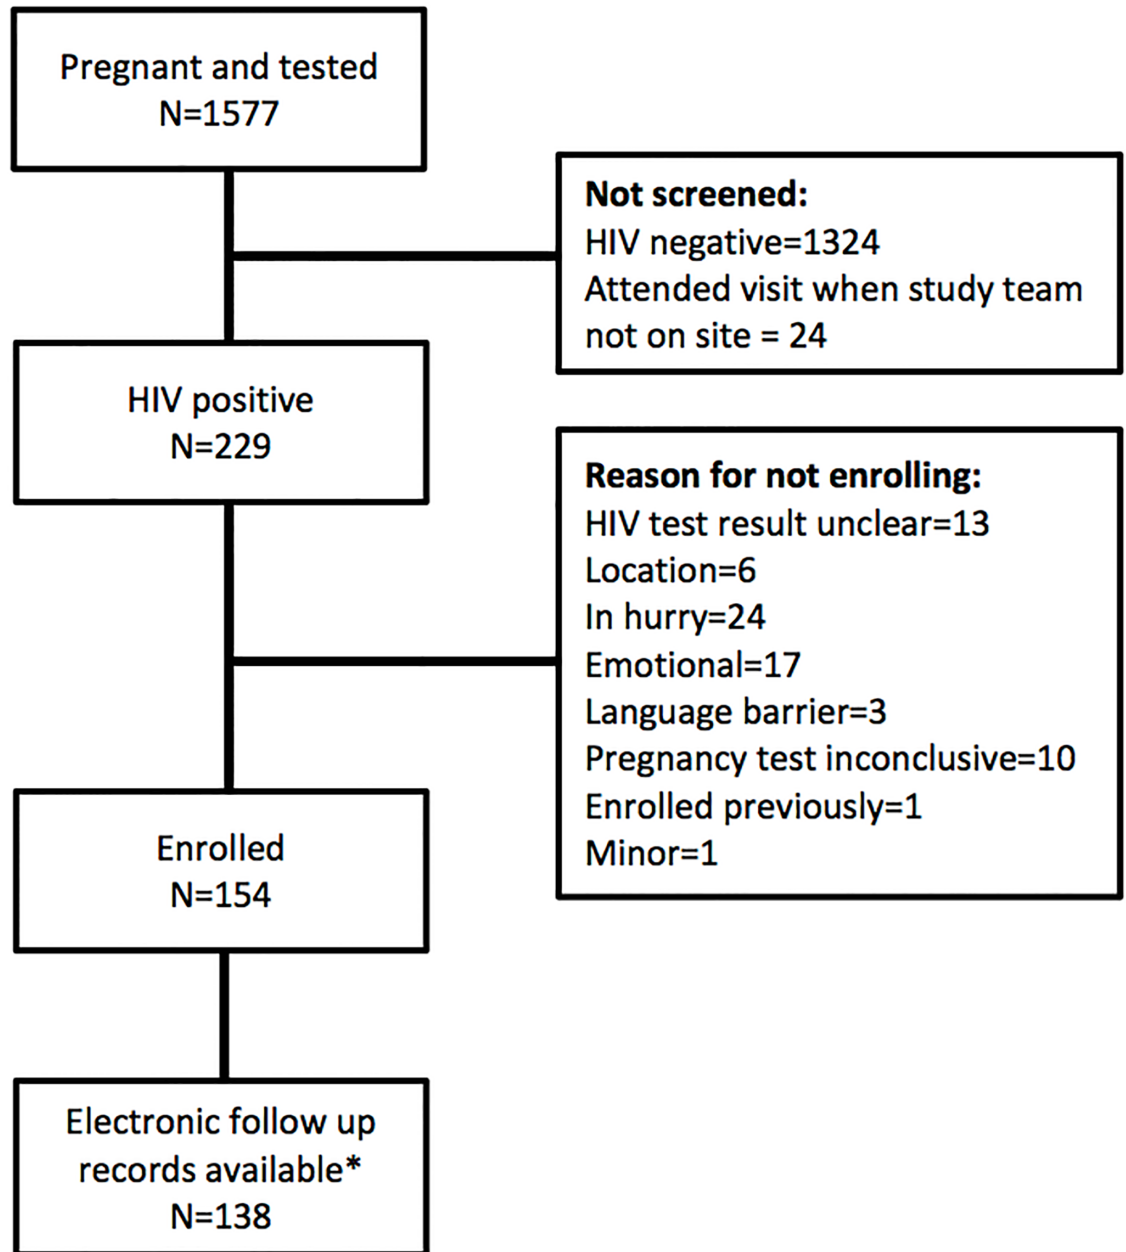 Pregnant and tested
N=1577
Not screened:
HIV negative=1324
Attended visit when study team
not on site = 24
HIV positive
N=229
Reason for not enrolling:
HIV test result unclear=13
Location=6
In hurry=24
Emotional=17
Language barrier=3
Pregnancy test inconclusive=10
Enrolled previously=1
Minor=1
Enrolled
N=154
Electronic follow up
records available*
N=138